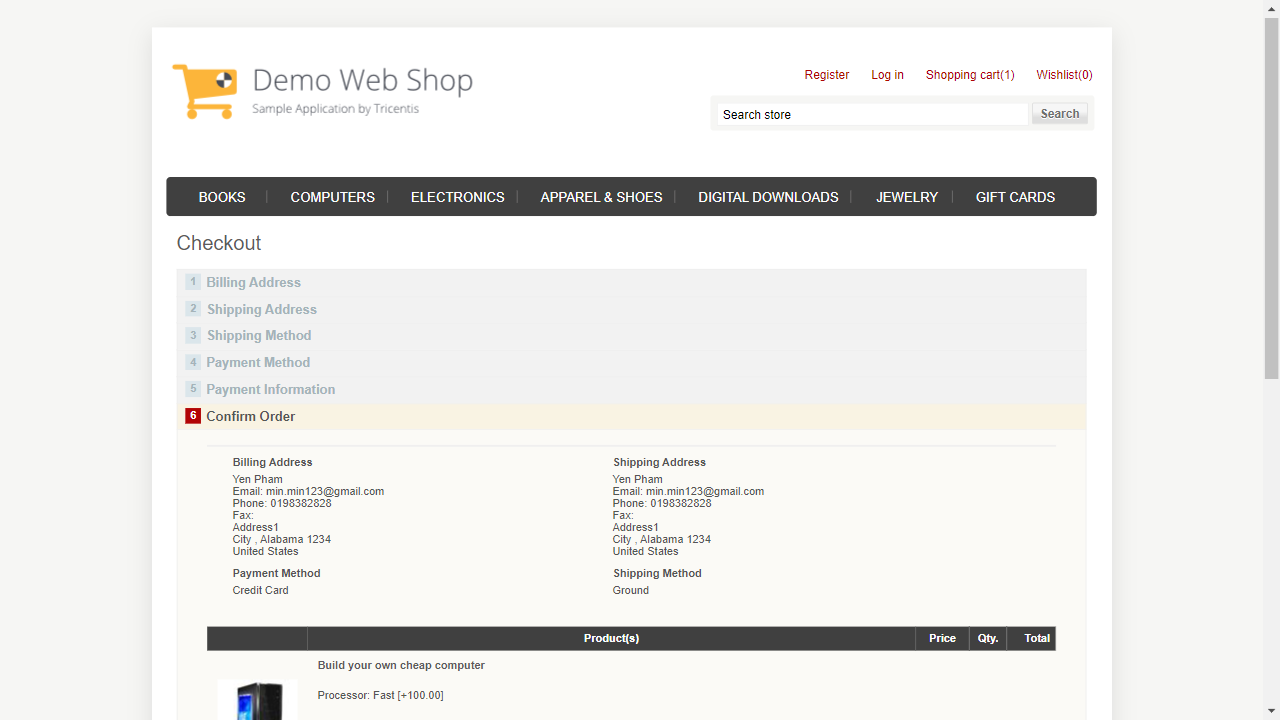 Demo Web Shop
Sample Application by Tricentis
Register Log in Shopping cart(1) Wishlist(0)
Search store Search
BOOKS COMPUTERS ELECTRONICS APPAREL & SHOES DIGITAL DOWNLOADS JEWELRY GIFT CARDS
Checkout
1 Billing Address
2 Shipping Address
3 Shipping Method
4 Payment Method
5 Payment Information
6 Confirm Order
Billing Address
Yen Pham
Email: min.min123@gmail.com
Phone: 0198382828
Fax:
Address1
City , Alabama 1234
United States
Payment Method
Credit Card
Shipping Address
Yen Pham
Email: min.min123@gmail.com
Phone: 0198382828
Fax:
Address1
City , Alabama 1234
United States
Shipping Method
Ground
Product(s) Price Qty. Total
Build your own cheap computer
Processor: Fast [+100.00]